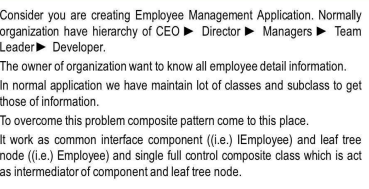 Consider you are creating Employee Management Application. Normally
organization have hierarchy of CEO ► Director ► Managers ► Team
Leader► Developer.
The owner of organization want to know all employee detail information.
In normal application we have maintain lot of classes and subclass to get
those of information.
To overcome this problem composite pattern come to this place.
It work as common interface component ((i.e.) IEmployee) and leaf tree
node ((i.e.) Employee) and single full control composite class which is act
as intermediator of component and leaf tree node.